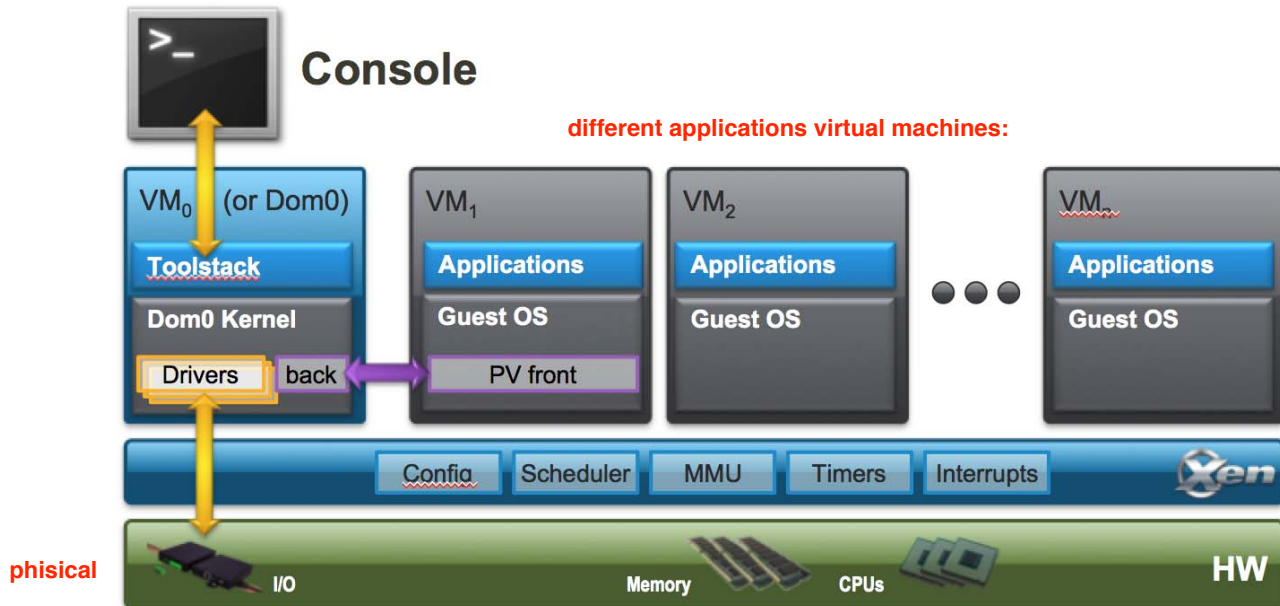 >_
Console
different applications virtual machines:
VM0 (or Dom0)
Toolstack
Dom0 Kernel
Drivers
back
VM1
Applications
Guest OS
PV front
VM2
Applications
Guest OS
VMn
Applications
Guest OS
Config
Scheduler
MMU
Timers
Interrupts
Xen
phisical
I/O
Memory
CPUs
HW